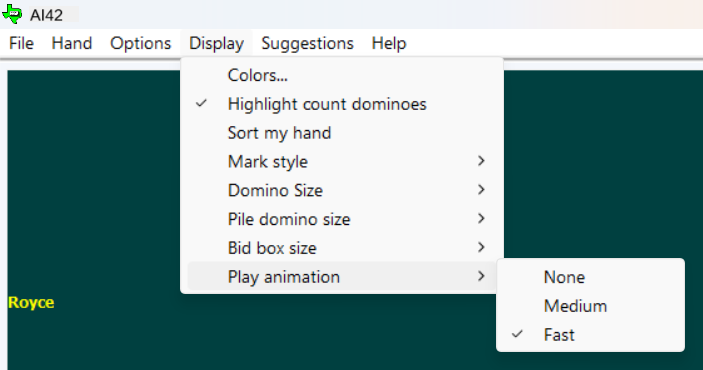 AI42
File Hand Options Display Suggestions Help
Colors...
Highlight count dominoes
Sort my hand
Mark style
Domino Size
Pile domino size
Bid box size
Play animation
None
Medium
Fast
Royce